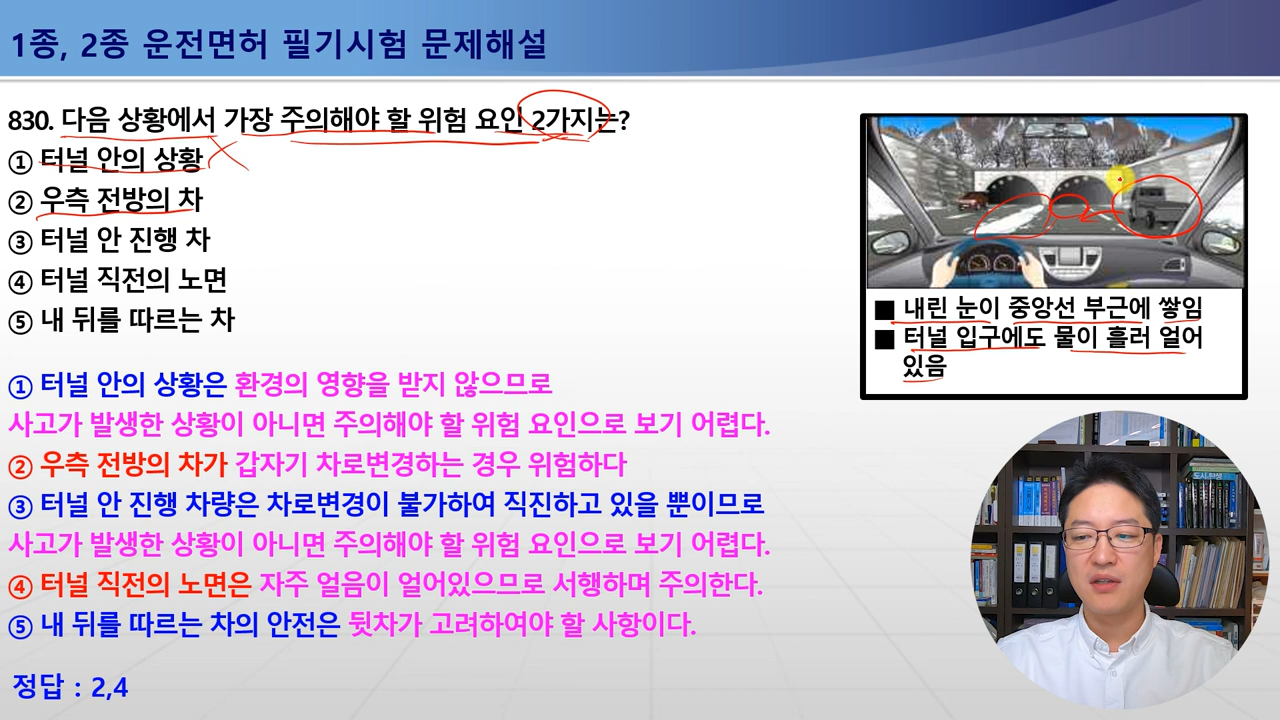 1종, 2종 운전면허 필기시험 문제해설
830. 다음 상황에서 가장 주의해야 할 위험 요인 2가지는?
① 터널 안의 상황
② 우측 전방의 차
③ 터널 안 진행 차
④ 터널 직전의 노면
⑤ 내 뒤를 따르는 차
■ 내린 눈이 중앙선 부근에 쌓임
■ 터널 입구에도 물이 흘러 얼어
있음
① 터널 안의 상황은 환경의 영향을 받지 않으므로
사고가 발생한 상황이 아니면 주의해야 할 위험 요인으로 보기 어렵다.
② 우측 전방의 차가 갑자기 차로변경하는 경우 위험하다
③ 터널 안 진행 차량은 차로변경이 불가하여 직진하고 있을 뿐이므로
사고가 발생한 상황이 아니면 주의해야 할 위험 요인으로 보기 어렵다.
④ 터널 직전의 노면은 자주 얼음이 얼어있으므로 서행하며 주의한다.
⑤ 내 뒤를 따르는 차의 안전은 뒷차가 고려하여야 할 사항이다.
정답 : 2,4